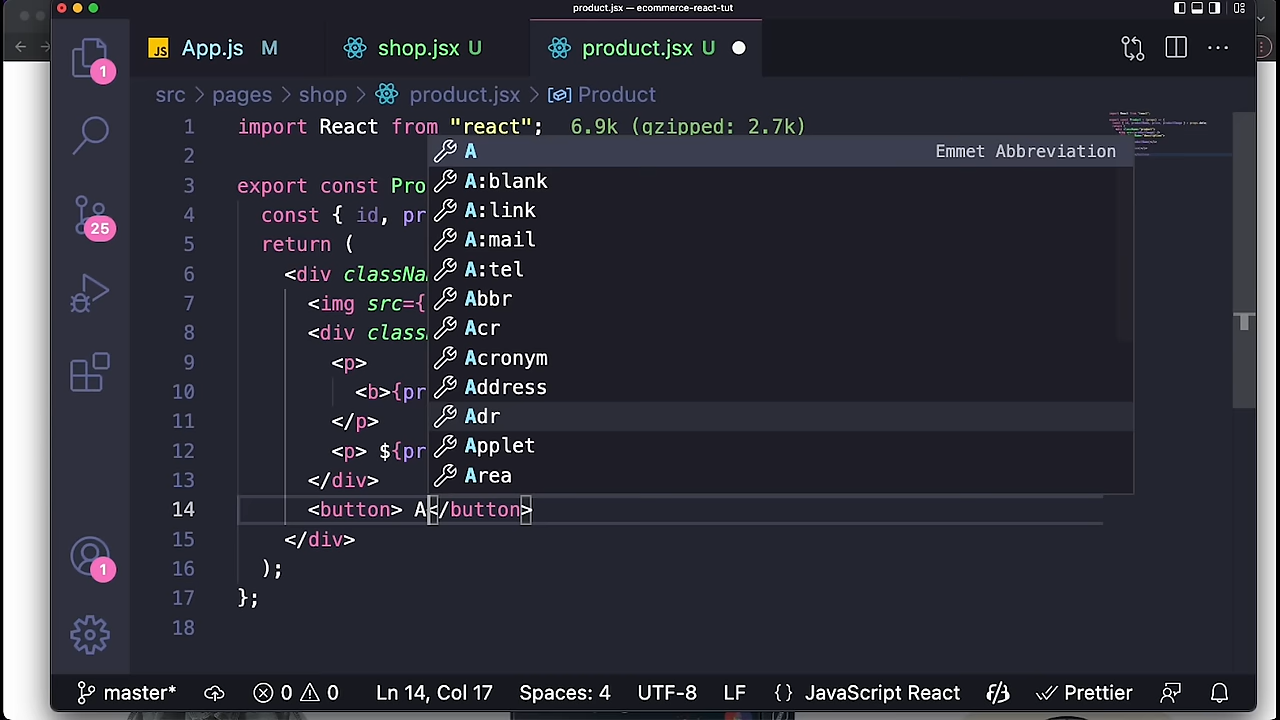 product.jsx — ecommerce-react-tut
JS App.js M shop.jsx U product.jsx U
src > pages > shop > product.jsx > Product
1 import React from "react"; 6.9k (gzipped: 2.7k)
2
3 export const Pro
4 const { id, pr
5 return (
6 <div classNa
7 <img src={
8 <div class
9 <p>
10 <b>{pr
11 </p>
12 <p> ${pr
13 </div>
14 <button> A</button>
15 </div>
16 );
17 };
18
A Emmet Abbreviation
A:blank
A:link
A:mail
A:tel
Abbr
Acr
Acronym
Address
Adr
Applet
Area
1
25
1
master* 0 0 Ln 14, Col 17 Spaces: 4 UTF-8 LF {} JavaScript React Prettier